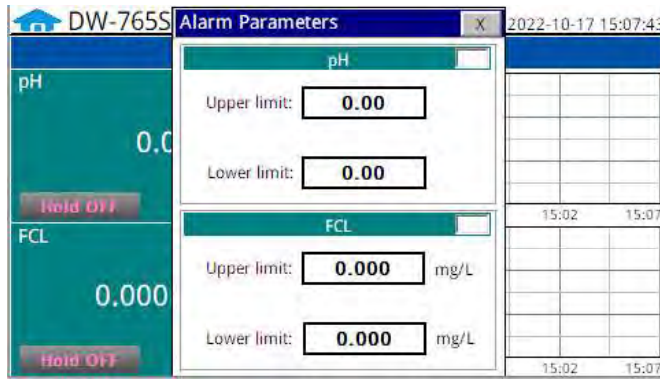 DW-765S Alarm Parameters X 2022-10-17 15:07:43
pH
pH
Upper limit: 0.00
0.0
Lower limit: 0.00
Hold OFF
15:02 15:07
FCL
FCL
Upper limit: 0.000 mg/L
0.000
Lower limit: 0.000 mg/L
Hold OFF
15:02 15:07